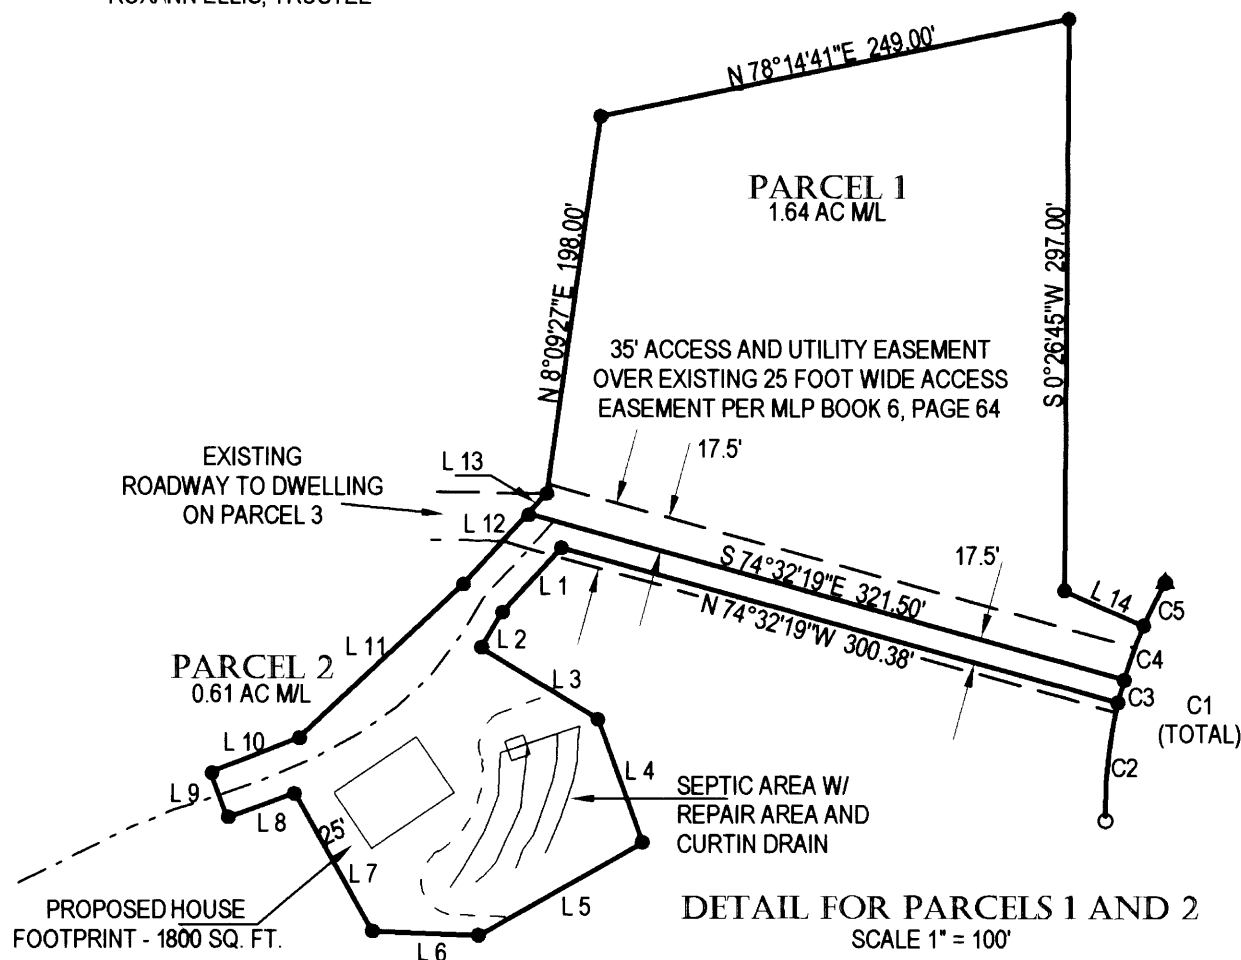 ROXANN ELLIS, TRUSTEE
N 78°14'41"E 249.00'
PARCEL 1
1.64 AC M/L
N 8°09'27"E 198.00'
S 0°26'45"W 297.00'
35' ACCESS AND UTILITY EASEMENT
OVER EXISTING 25 FOOT WIDE ACCESS
EASEMENT PER MLP BOOK 6, PAGE 64
17.5'
EXISTING
ROADWAY TO DWELLING
ON PARCEL 3
L 13
L 12
S 74°32'19"E 321.50'
17.5'
N 74°32'19"W 300.38'
L 14
C5
C4
C3
C1
(TOTAL)
C2
L 1
L 2
L 3
L 11
PARCEL 2
0.61 AC M/L
L 10
L 9
L 8
25'
L 7
L 4
SEPTIC AREA W/
REPAIR AREA AND
CURTIN DRAIN
L 5
L 6
PROPOSED HOUSE
FOOTPRINT - 1800 SQ. FT.
DETAIL FOR PARCELS 1 AND 2
SCALE 1" = 100'